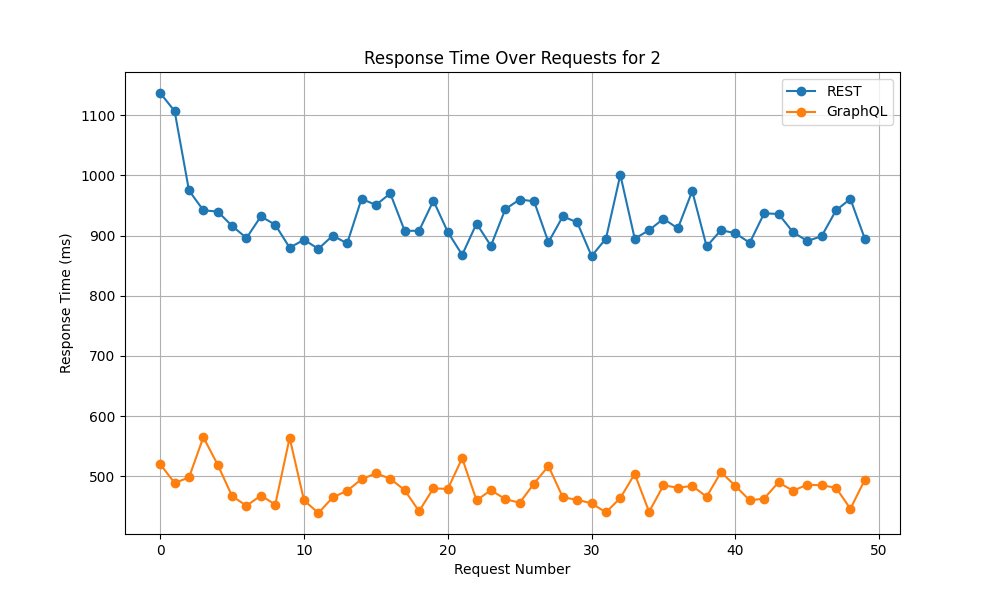 Response Time Over Requests for 2
REST
GraphQL
1100
1000
900
800
700
600
500
Response Time (ms)
0 10 20 30 40 50
Request Number